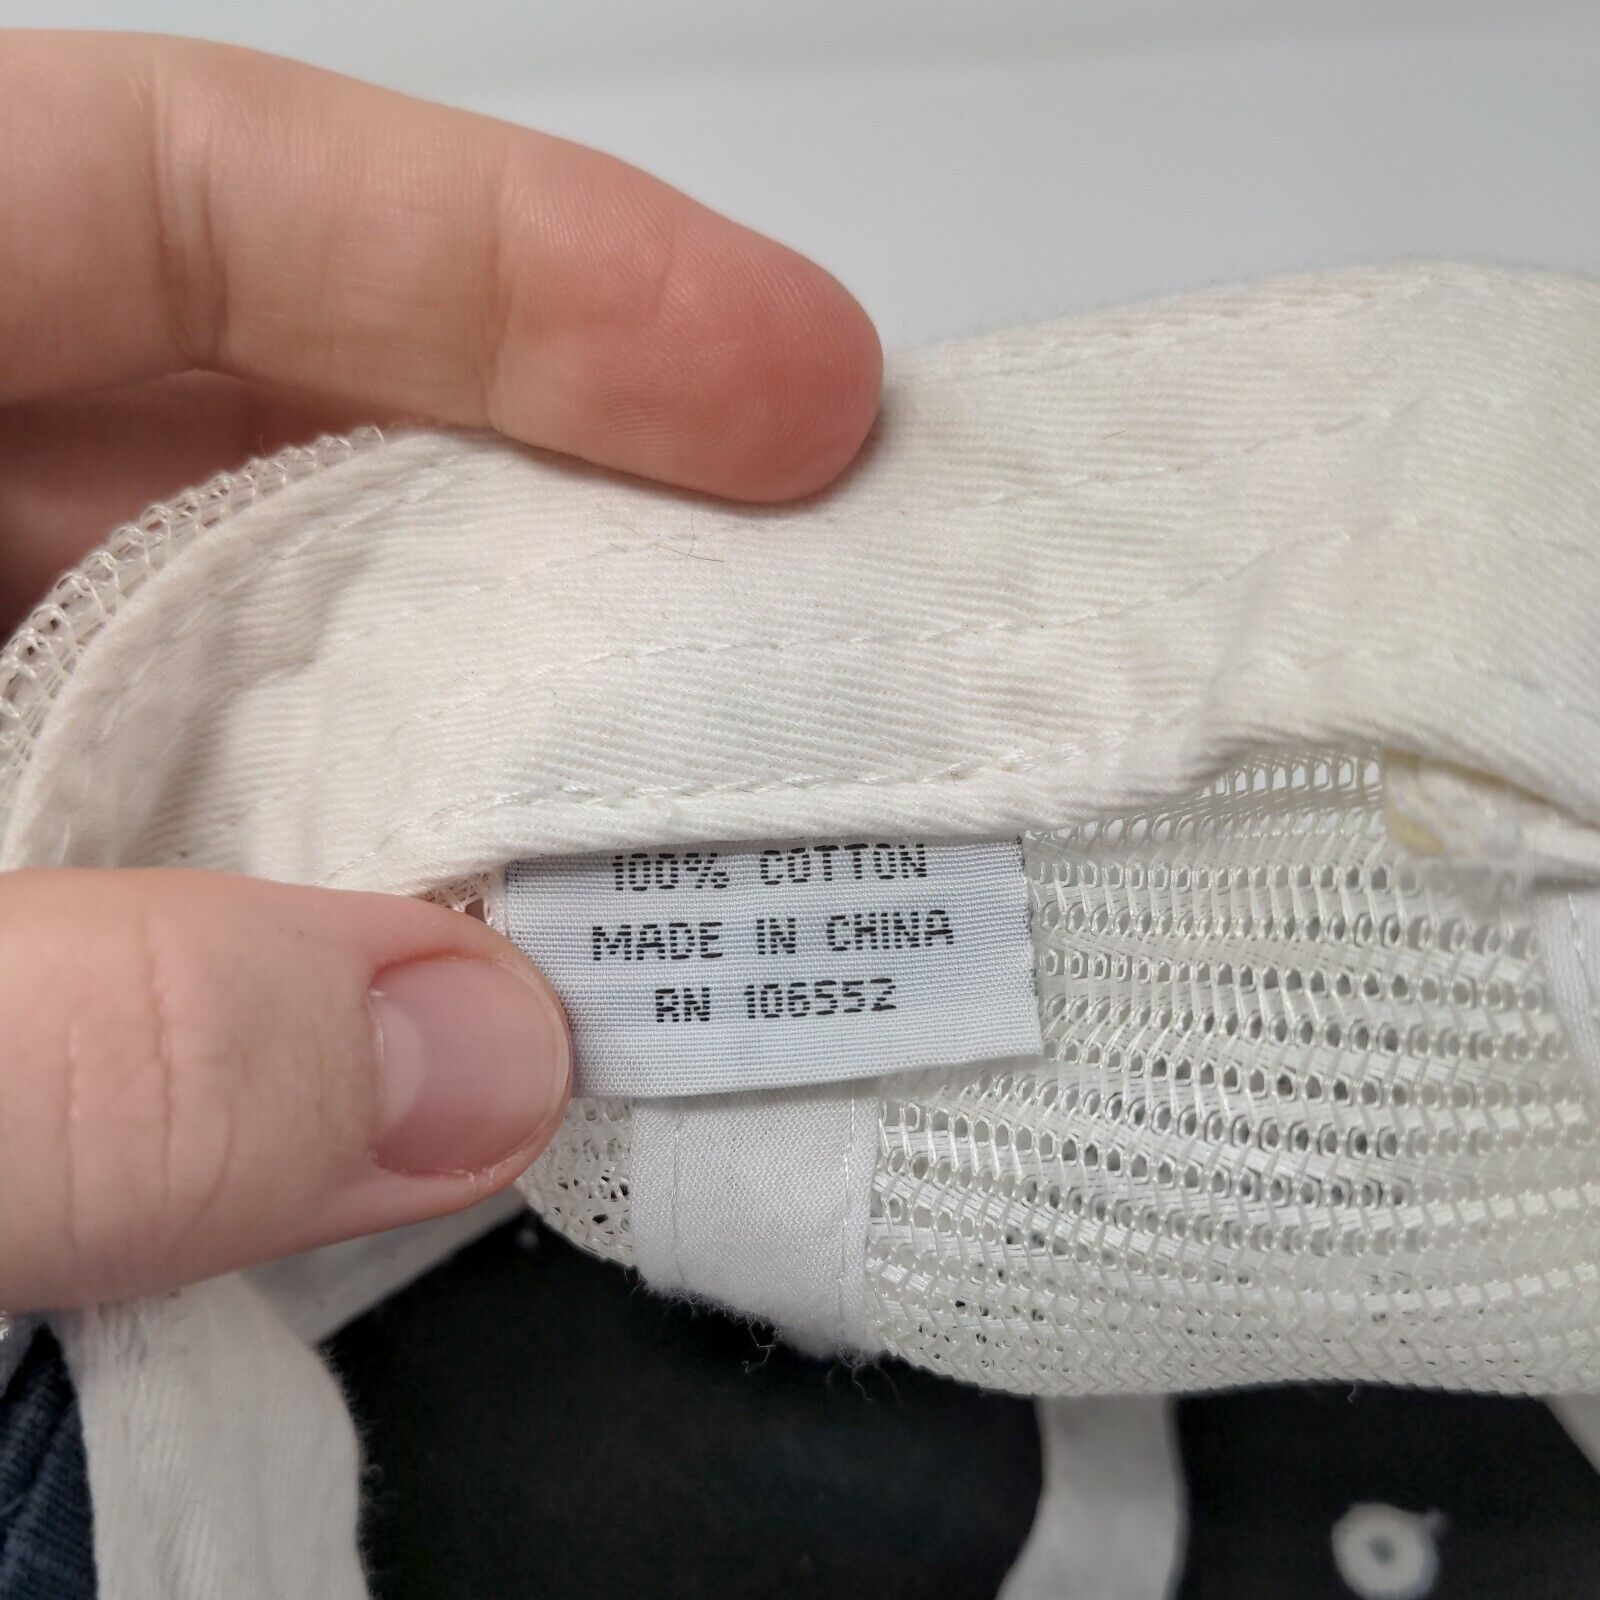 100% COTTON
MADE IN CHINA
RN 106552